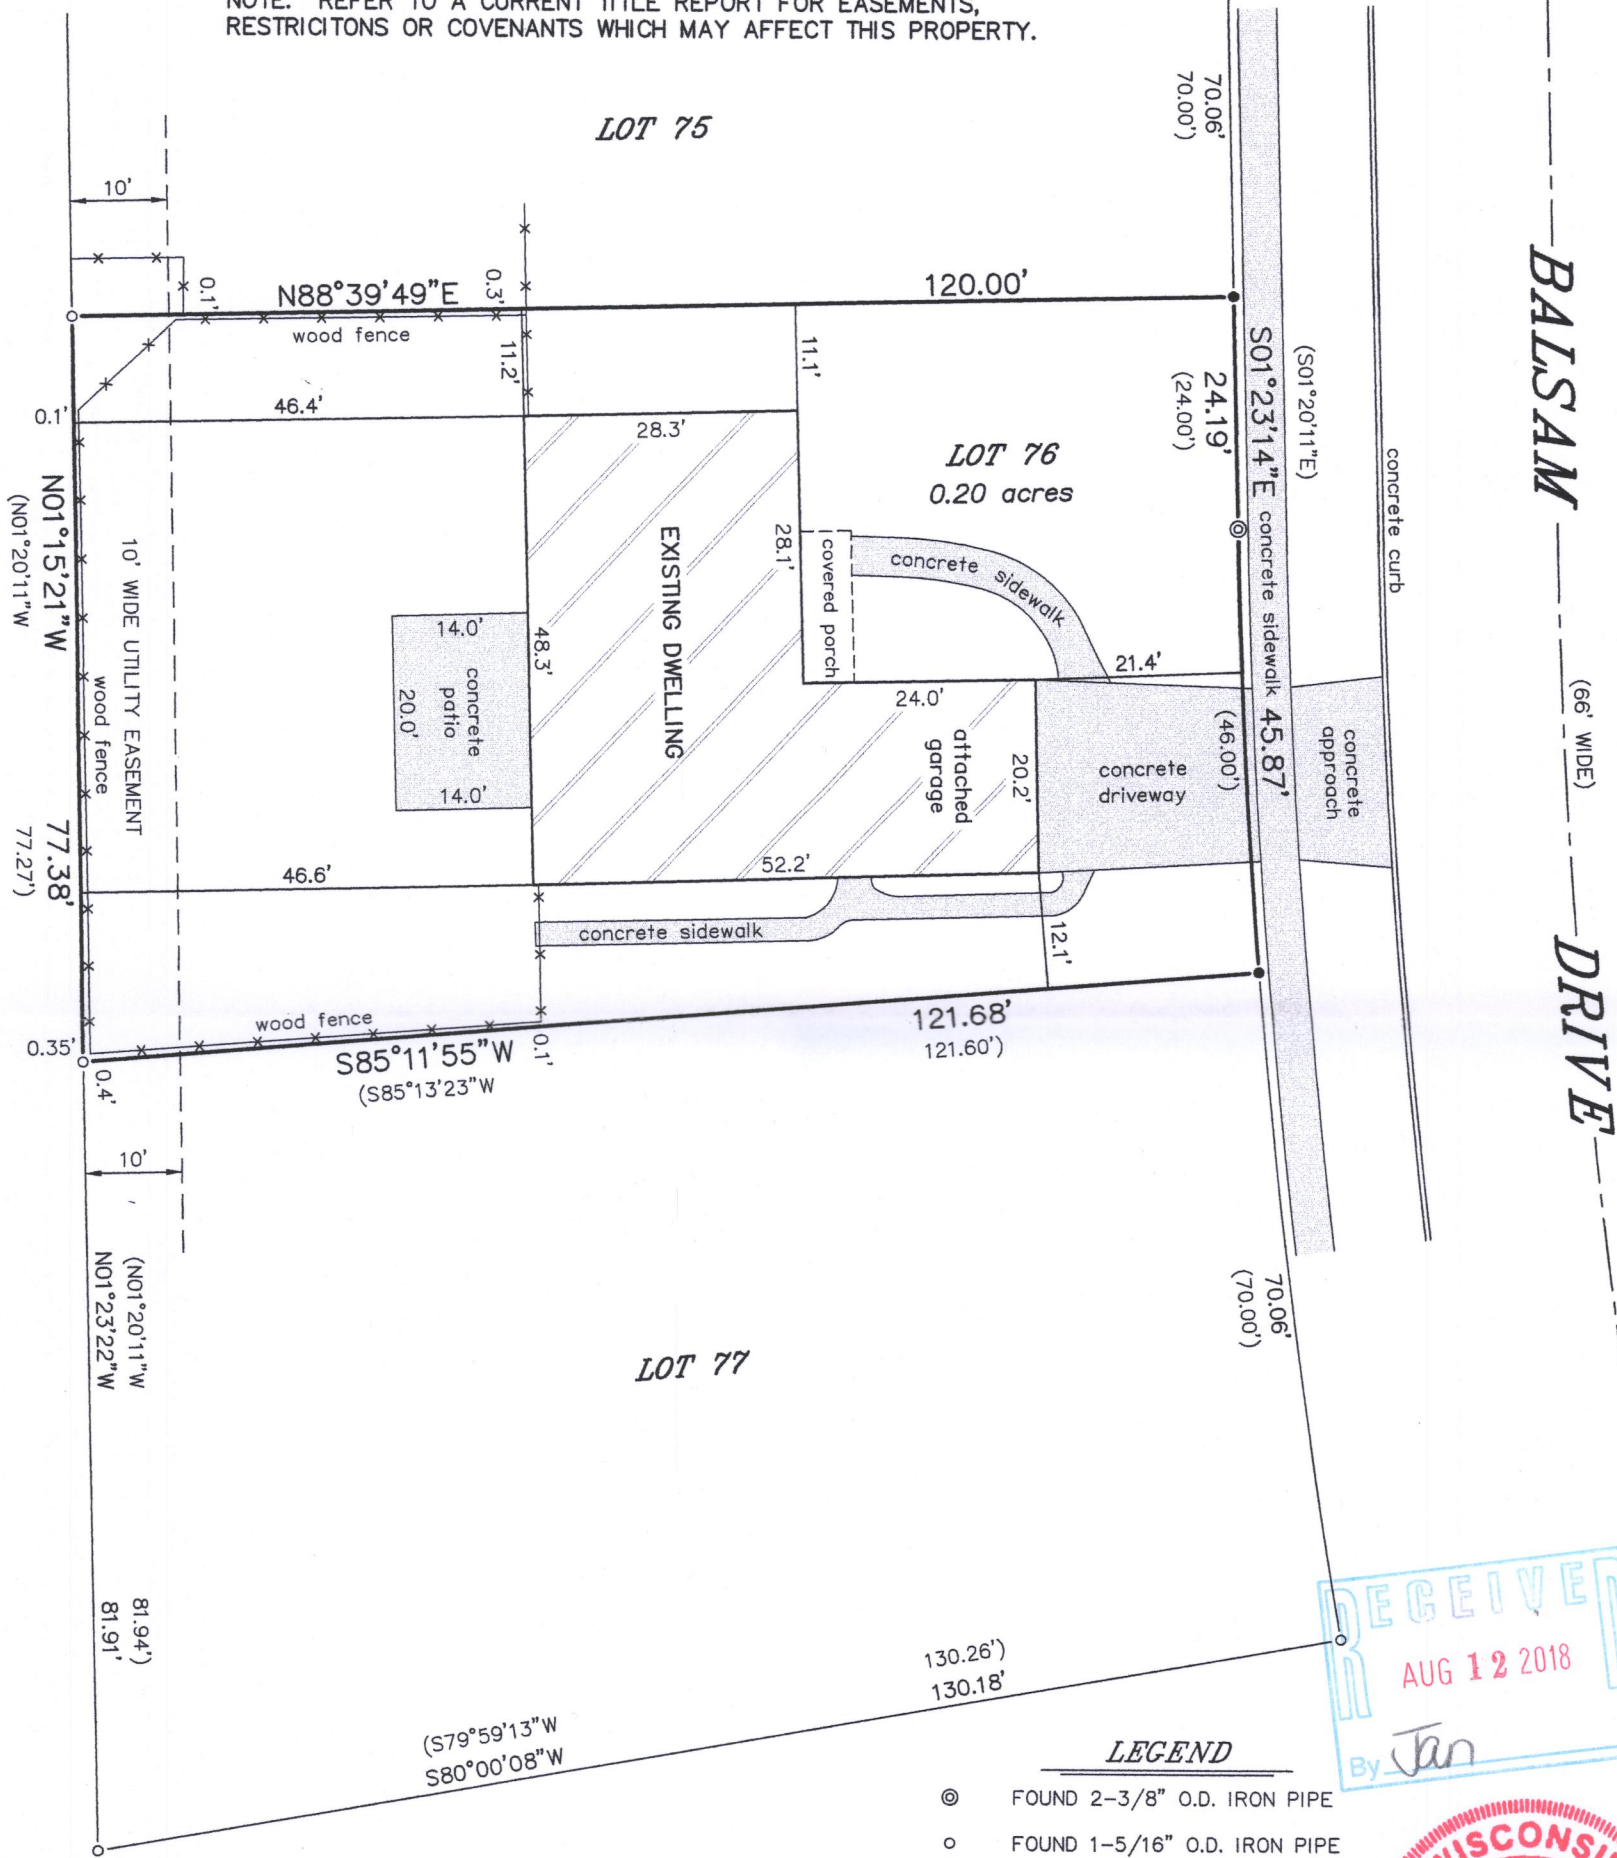 NOTE: REFER TO A CURRENT TITLE REPORT FOR EASEMENTS,
RESTRICITONS OR COVENANTS WHICH MAY AFFECT THIS PROPERTY.
LOT 75
70.06'
70.00')
10'
0.1'
N88°39'49"E
0.3'
120.00'
wood fence
11.2'
11.1'
46.4'
0.1'
28.3'
LOT 76
0.20 acres
24.19'
(24.00')
S01°23'14"E
(S01°20'11"E)
concrete sidewalk
45.87'
(46.00')
concrete curb
BALSAM
(66' WIDE)
DRIVE
N01°15'21"W
(N01°20'11"W
77.38'
77.27')
wood fence
10' WIDE UTILITY EASEMENT
EXISTING DWELLING
28.1'
covered porch
concrete sidewalk
48.3'
14.0'
concrete
patio
20.0'
14.0'
21.4'
24.0'
attached
garage
20.2'
concrete
driveway
concrete
approach
46.6'
52.2'
concrete sidewalk
12.1'
wood fence
0.35'
0.4'
0.1'
S85°11'55"W
(S85°13'23"W
121.68'
121.60')
10'
(N01°20'11"W
N01°23'22"W
81.94')
81.91'
LOT 77
70.06'
(70.00')
130.26')
130.18'
(S79°59'13"W
S80°00'08"W
RECEIVED
AUG 12 2018
By Jan
LEGEND
FOUND 2-3/8" O.D. IRON PIPE
FOUND 1-5/16" O.D. IRON PIPE